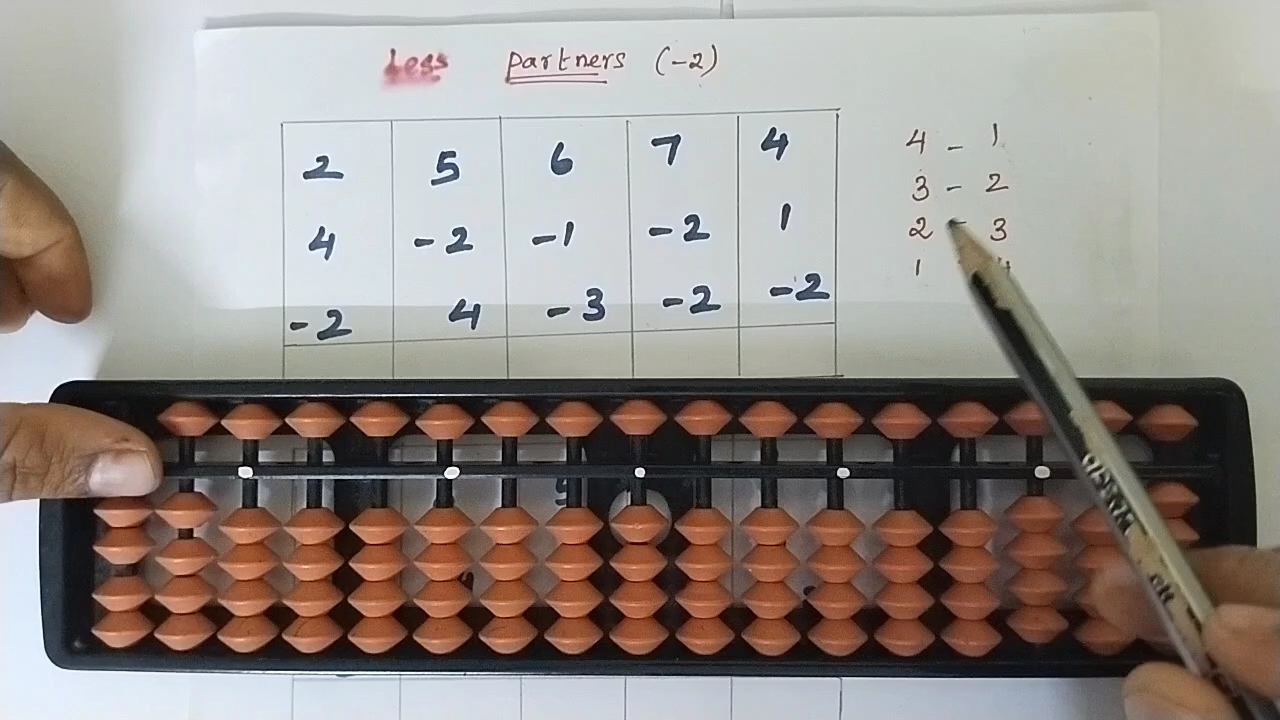 Less Partners (-2)
2 5 6 7 4
4 -2 -1 -2 1
-2 4 -3 -2 -2
4 - 1
3 - 2
2 - 3
1 - 4